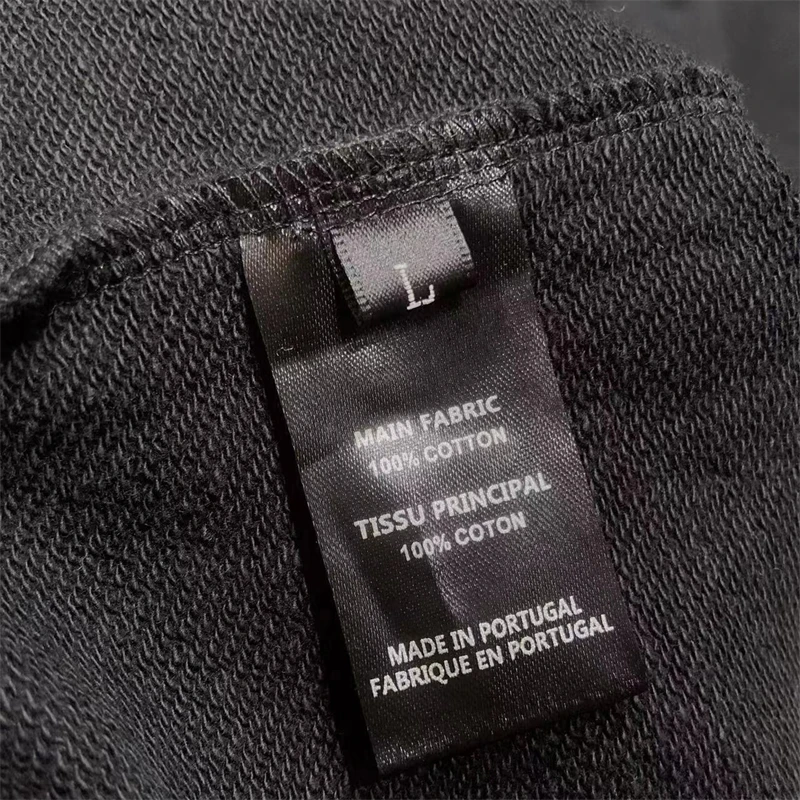 L
MAIN FABRIC
100% COTTON
TISSU PRINCIPAL
100% COTON
MADE IN PORTUGAL
FABRIQUE EN PORTUGAL